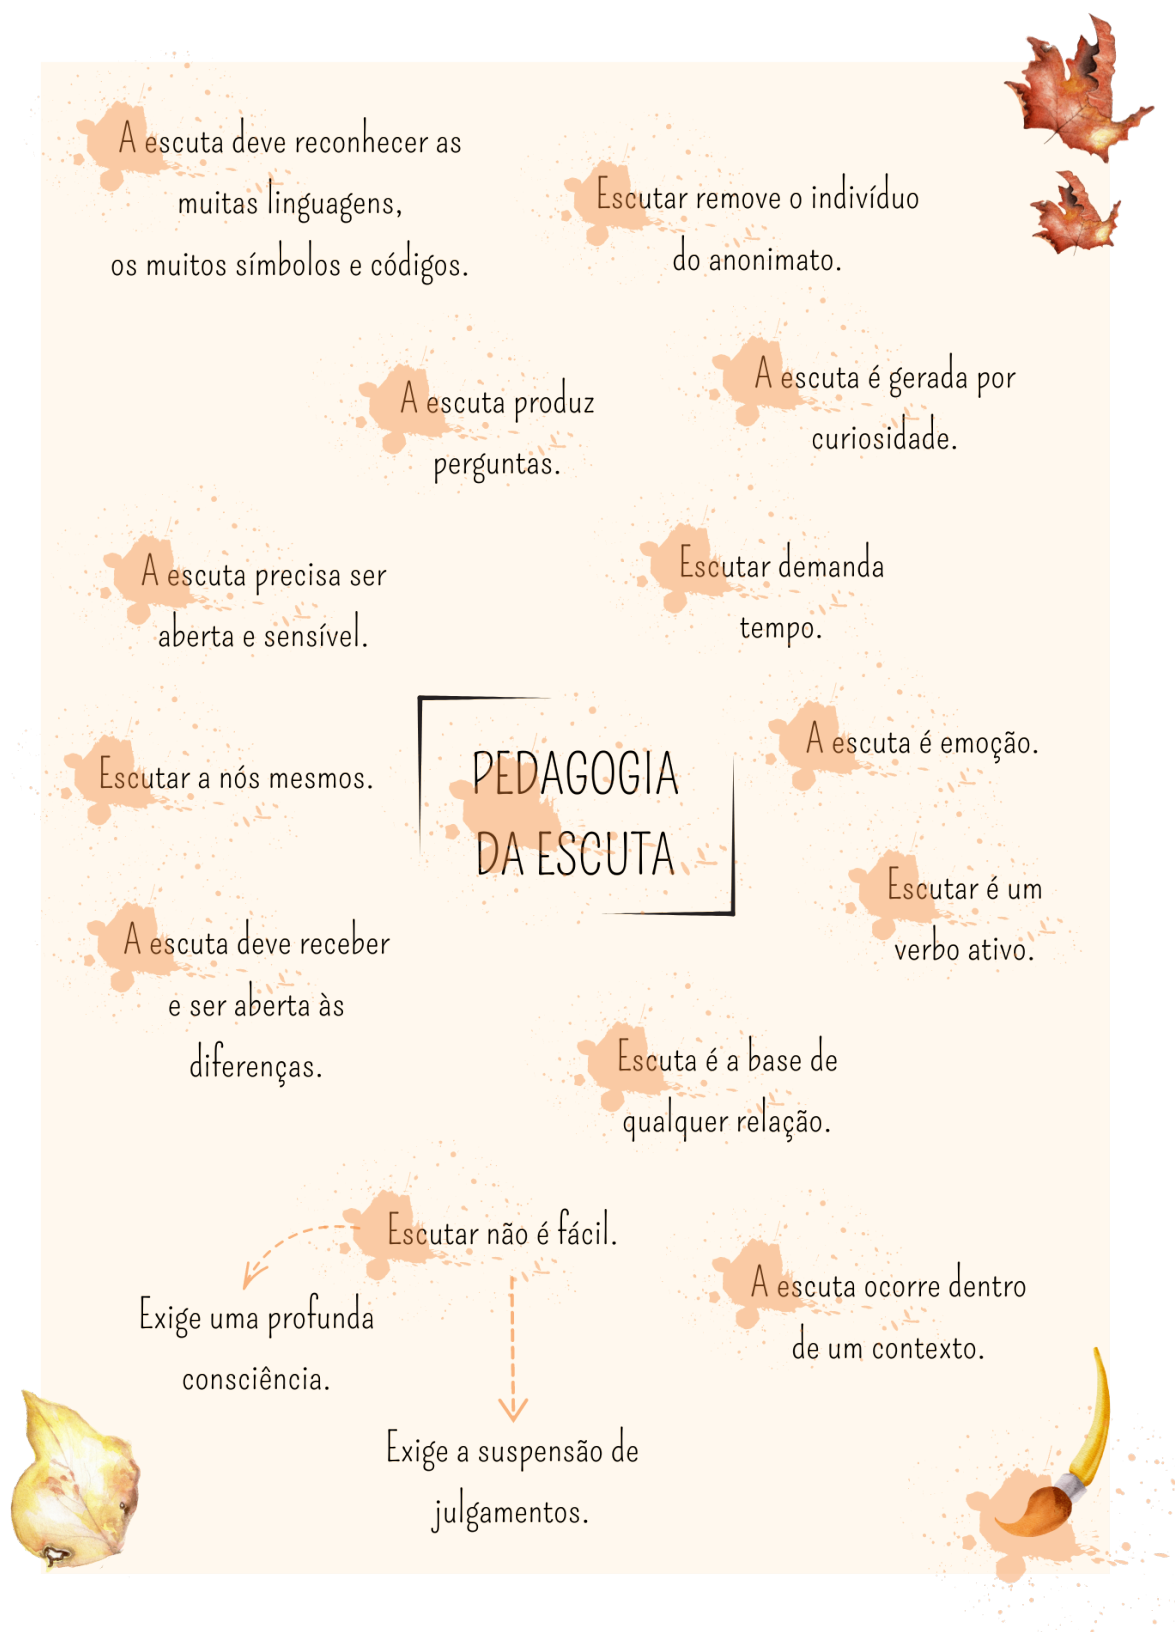 A escuta deve reconhecer as
muitas linguagens,
os muitos símbolos e códigos.
Escutar remove o indivíduo
do anonimato.
A escuta produz
perguntas.
A escuta é gerada por
curiosidade.
A escuta precisa ser
aberta e sensível.
Escutar demanda
tempo.
Escutar a nós mesmos.
PEDAGOGIA
DA ESCUTA
A escuta é emoção.
Escutar é um
verbo ativo.
A escuta deve receber
e ser aberta às
diferenças.
Escuta é a base de
qualquer relação.
Escutar não é fácil.
Exige uma profunda
consciência.
Exige a suspensão de
julgamentos.
A escuta ocorre dentro
de um contexto.